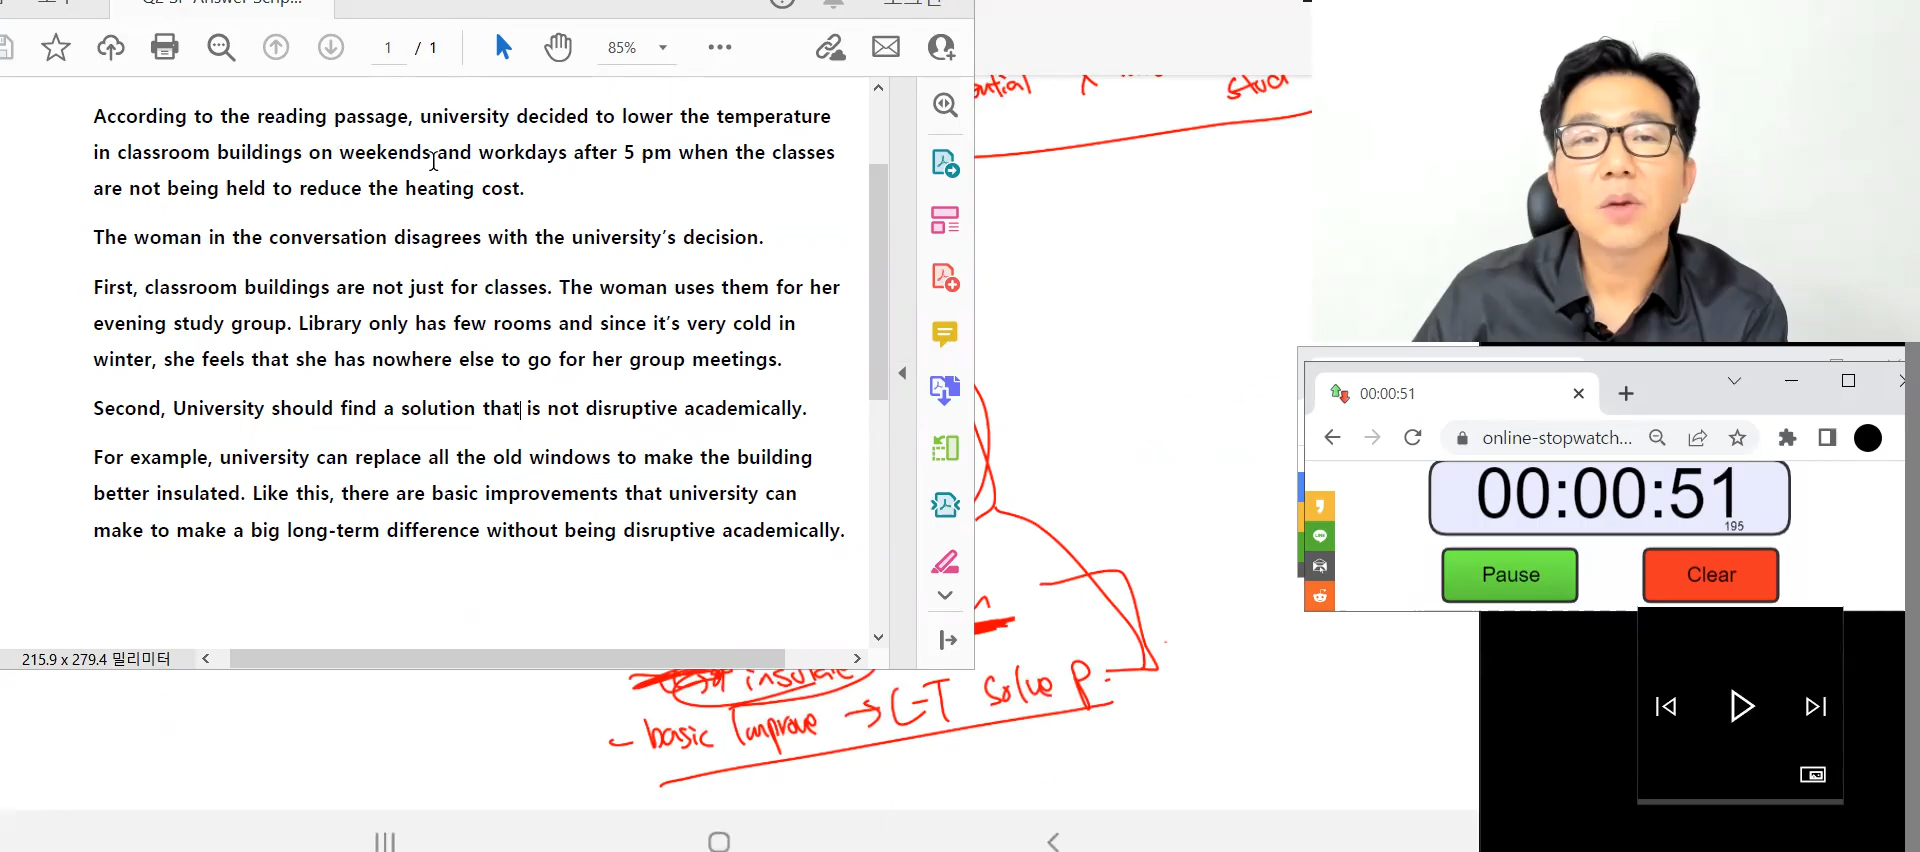 1 / 1
85%
According to the reading passage, university decided to lower the temperature
in classroom buildings on weekends and workdays after 5 pm when the classes
are not being held to reduce the heating cost.
The woman in the conversation disagrees with the university's decision.
First, classroom buildings are not just for classes. The woman uses them for her
evening study group. Library only has few rooms and since it's very cold in
winter, she feels that she has nowhere else to go for her group meetings.
Second, University should find a solution that is not disruptive academically.
For example, university can replace all the old windows to make the building
better insulated. Like this, there are basic improvements that university can
make to make a big long-term difference without being disruptive academically.
215.9 x 279.4 밀리미터
insulate
- basic Improve → L-T solve P.
00:00:51
online-stopwatch...
00:00:51
195
Pause
Clear